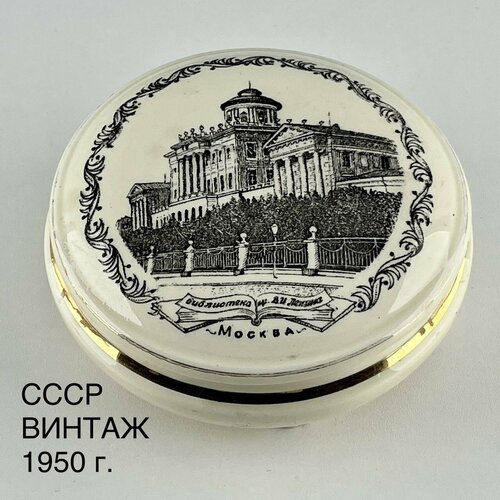 Библиотека им. В.И. Ленина
МОСКВА
СССР
ВИНТАЖ
1950 г.